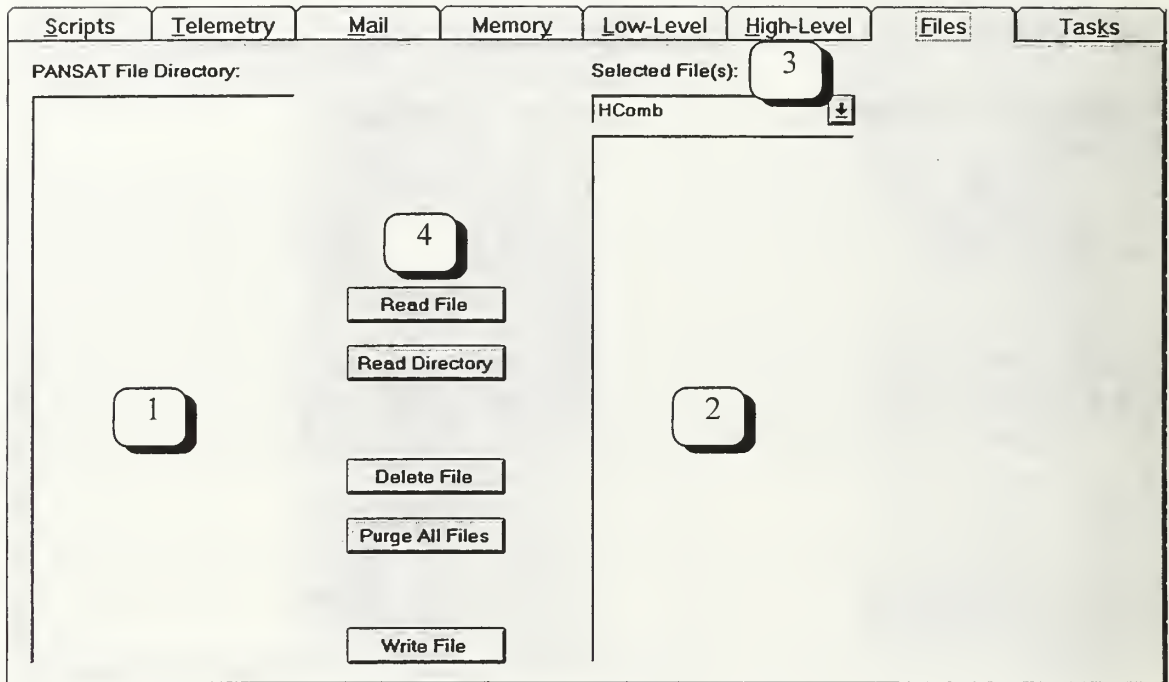 Scripts Telemetry Mail Memory Low-Level High-Level Files Tasks
PANSAT File Directory:
Selected File(s):
3
HComb
4
Read File
Read Directory
1
2
Delete File
Purge All Files
Write File